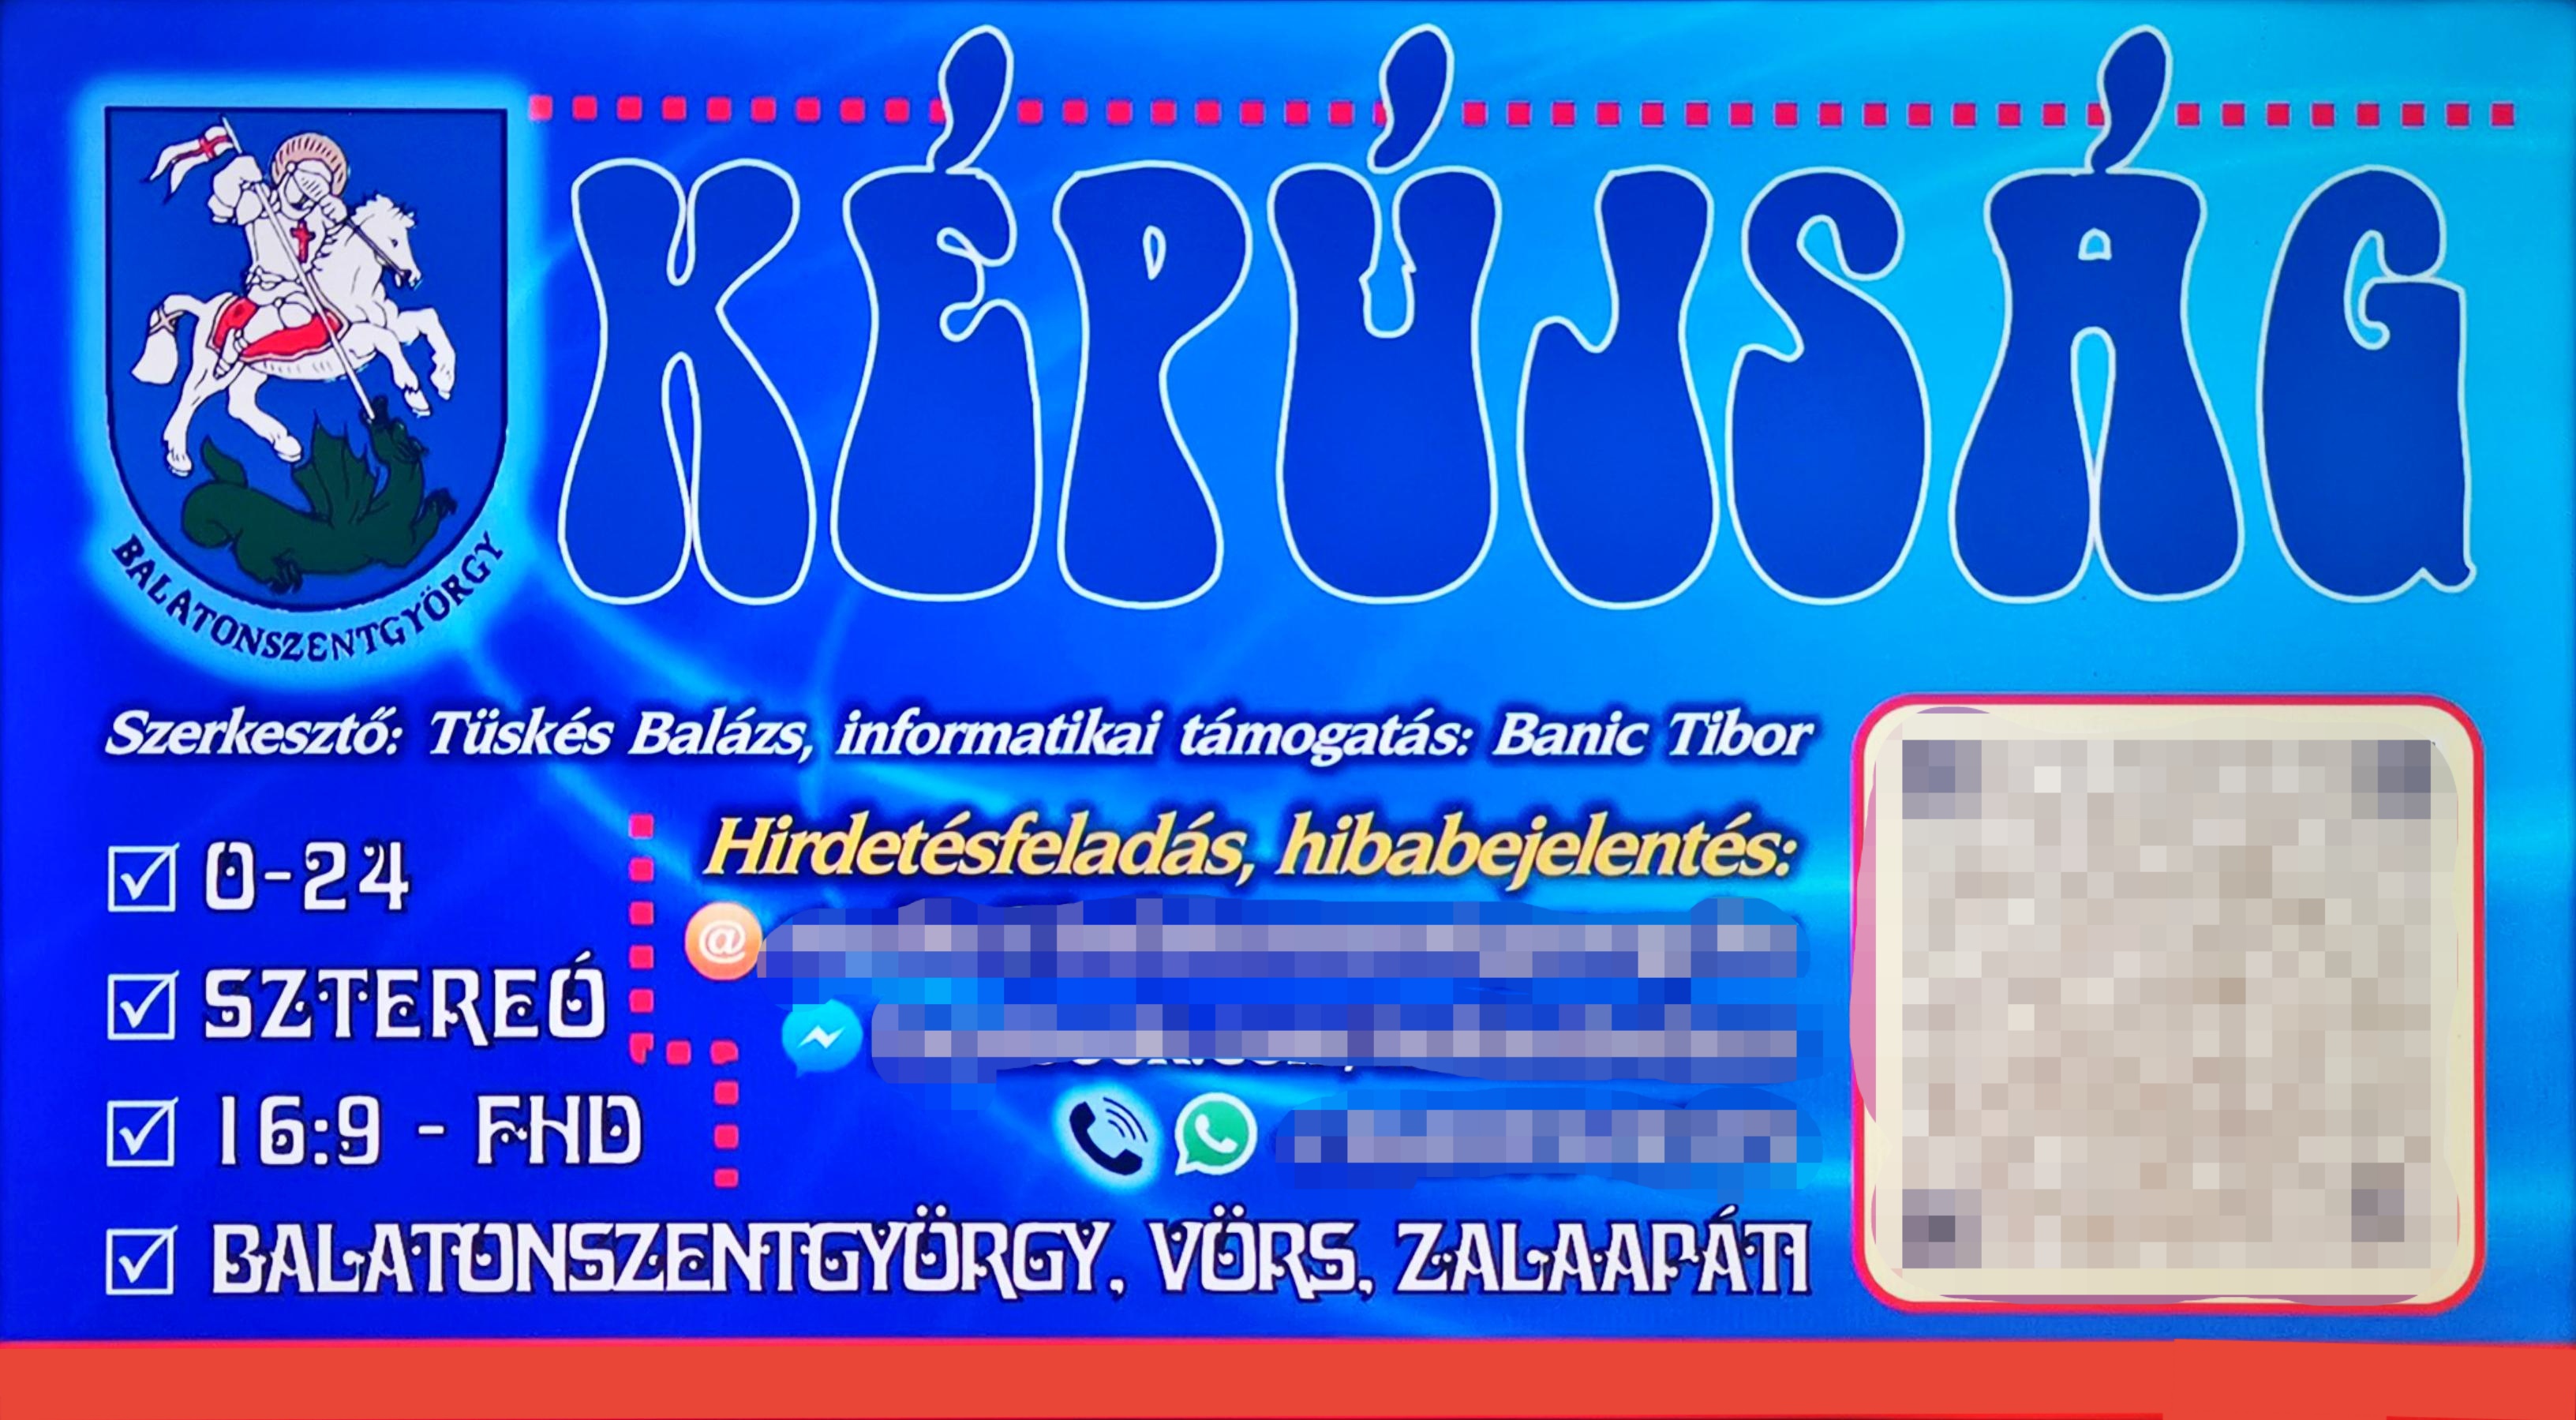 KÉPÚJSÁG
BALATONSZENTGYÖRGY
Szerkesztő: Tüskés Balázs, informatikai támogatás: Banic Tibor
Hirdetésfeladás, hibabejelentés:
0-24
SZTEREÓ
16:9 - FHD
BALATONSZENTGYÖRGY, VÖRS, ZALAAPÁTI